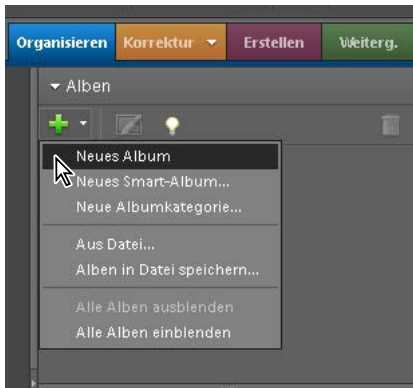 Organisieren Korrektur Erstellen Weiterg.
Alben
Neues Album
Neues Smart-Album...
Neue Albumkategorie...
Aus Datei...
Alben in Datei speichern...
Alle Alben ausblenden
Alle Alben einblenden